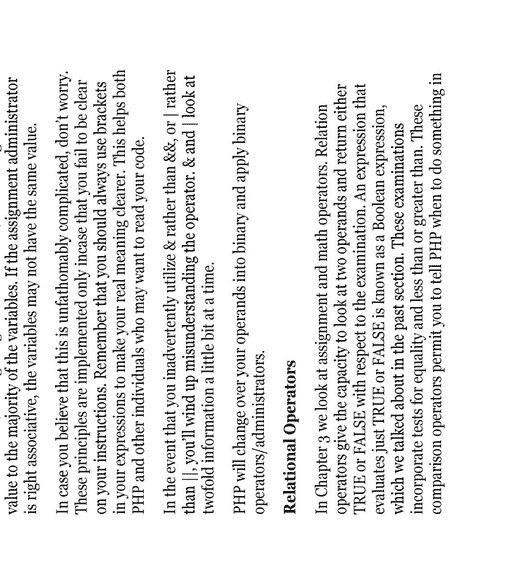 value to the majority of the variables. If the assignment administrator
is right associative, the variables may not have the same value.
In case you believe that this is unfathomably complicated, don't worry.
These principles are implemented only incase that you fail to be clear
on your instructions. Remember that you should always use brackets
in your expressions to make your real meaning clearer. This helps both
PHP and other individuals who may want to read your code.
In the event that you inadvertently utilize & rather than &&, or | rather
than ||, you'll wind up misunderstanding the operator. & and | look at
twofold information a little bit at a time.
PHP will change over your operands into binary and apply binary
operators/administrators.
Relational Operators
In Chapter 3 we look at assignment and math operators. Relation
operators give the capacity to look at two operands and return either
TRUE or FALSE with respect to the examination. An expression that
evaluates just TRUE or FALSE is known as a Boolean expression,
which we talked about in the past section. These examinations
incorporate tests for equality and less than or greater than. These
comparison operators permit you to tell PHP when to do something in